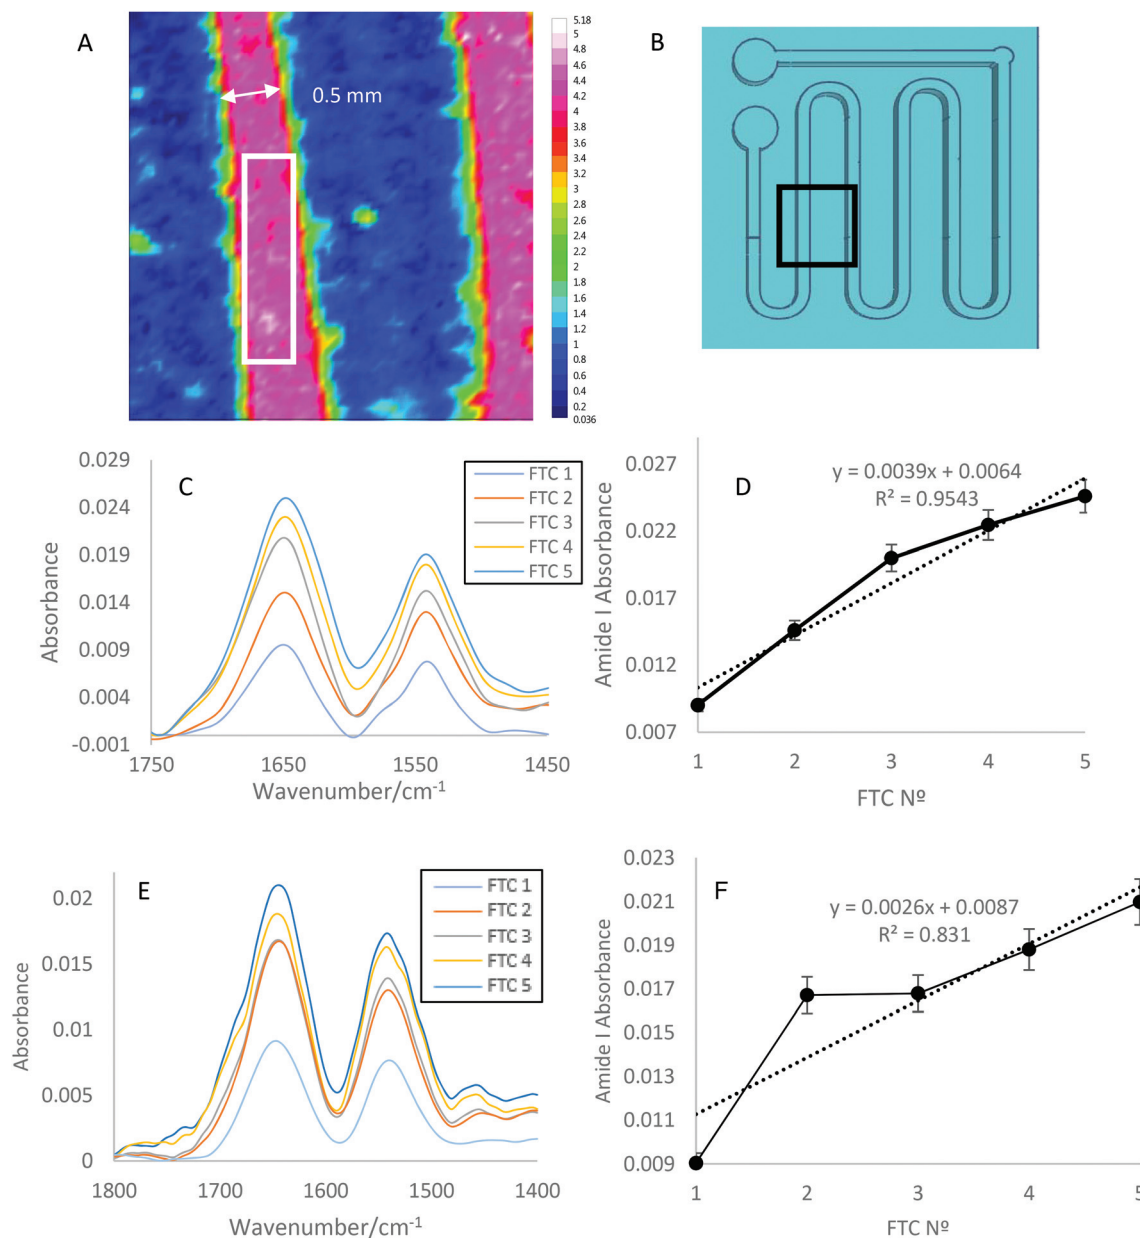 A
0.5 mm
5.18
5
4.8
4.6
4.4
4.2
4
3.8
3.6
3.4
3.2
3
2.8
2.6
2.4
2.2
2
1.8
1.6
1.4
1.2
1
0.8
0.6
0.4
0.2
0.036
B
C
0.029
0.024
0.019
0.014
0.009
0.004
-0.001
Absorbance
1750 1650 1550 1450
Wavenumber/cm⁻¹
FTC 1
FTC 2
FTC 3
FTC 4
FTC 5
D
y = 0.0039x + 0.0064
R² = 0.9543
0.027
0.022
0.017
0.012
0.007
Amide I Absorbance
1 2 3 4 5
FTC Nº
E
0.02
0.015
0.01
0.005
0
Absorbance
1800 1700 1600 1500 1400
Wavenumber/cm⁻¹
FTC 1
FTC 2
FTC 3
FTC 4
FTC 5
F
y = 0.0026x + 0.0087
R² = 0.831
0.023
0.021
0.019
0.017
0.015
0.013
0.011
0.009
Amide I Absorbance
1 2 3 4 5
FTC Nº